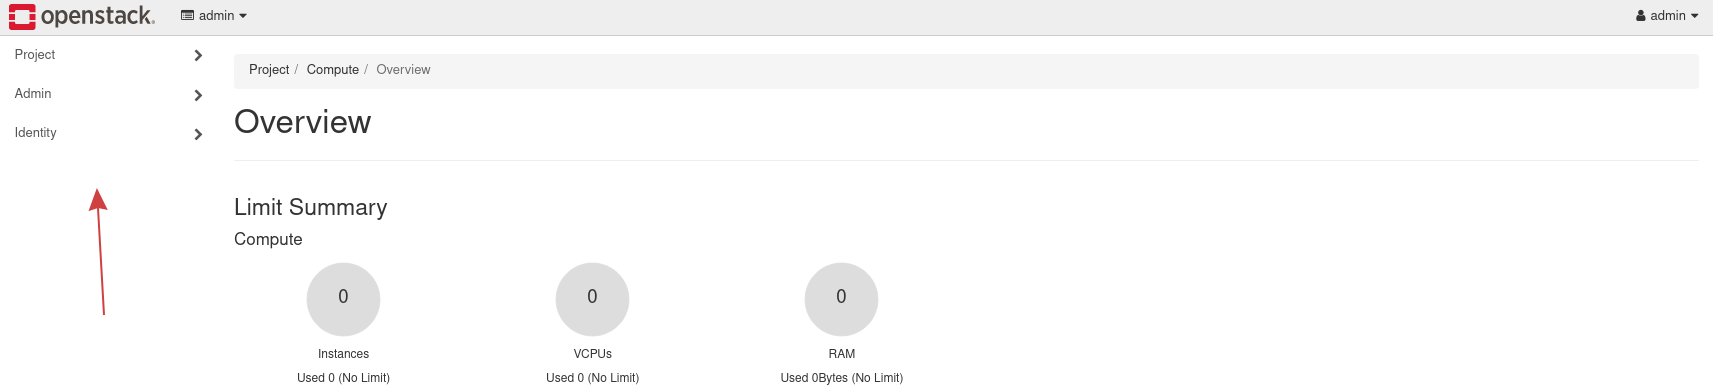 openstack. admin admin
Project
Admin
Identity
Project / Compute / Overview
Overview
Limit Summary
Compute
0 0 0
Instances VCPUs RAM
Used 0 (No Limit) Used 0 (No Limit) Used 0Bytes (No Limit)